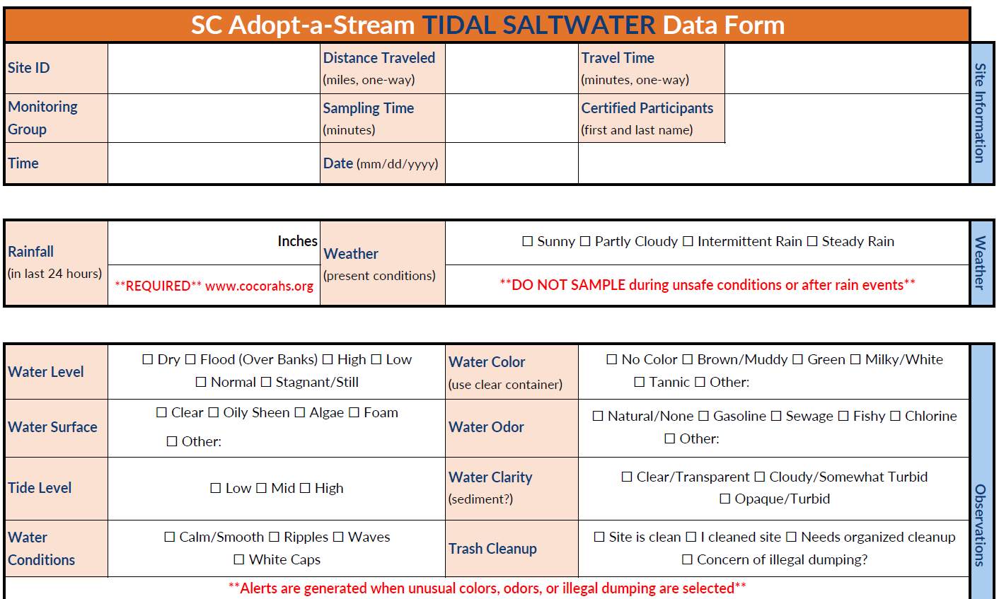 SC Adopt-a-Stream TIDAL SALTWATER Data Form
Site ID
Distance Traveled
(miles, one-way)
Travel Time
(minutes, one-way)
Monitoring
Group
Sampling Time
(minutes)
Certified Participants
(first and last name)
Time
Date (mm/dd/yyyy)
Site Information
Rainfall
(in last 24 hours)
Inches
**REQUIRED** www.cocorahs.org
Weather
(present conditions)
☐ Sunny ☐ Partly Cloudy ☐ Intermittent Rain ☐ Steady Rain
**DO NOT SAMPLE during unsafe conditions or after rain events**
Weather
Water Level
☐ Dry ☐ Flood (Over Banks) ☐ High ☐ Low
☐ Normal ☐ Stagnant/Still
Water Color
(use clear container)
☐ No Color ☐ Brown/Muddy ☐ Green ☐ Milky/White
☐ Tannic ☐ Other:
Water Surface
☐ Clear ☐ Oily Sheen ☐ Algae ☐ Foam
☐ Other:
Water Odor
☐ Natural/None ☐ Gasoline ☐ Sewage ☐ Fishy ☐ Chlorine
☐ Other:
Tide Level
☐ Low ☐ Mid ☐ High
Water Clarity
(sediment?)
☐ Clear/Transparent ☐ Cloudy/Somewhat Turbid
☐ Opaque/Turbid
Water
Conditions
☐ Calm/Smooth ☐ Ripples ☐ Waves
☐ White Caps
Trash Cleanup
☐ Site is clean ☐ I cleaned site ☐ Needs organized cleanup
☐ Concern of illegal dumping?
**Alerts are generated when unusual colors, odors, or illegal dumping are selected**
Observations